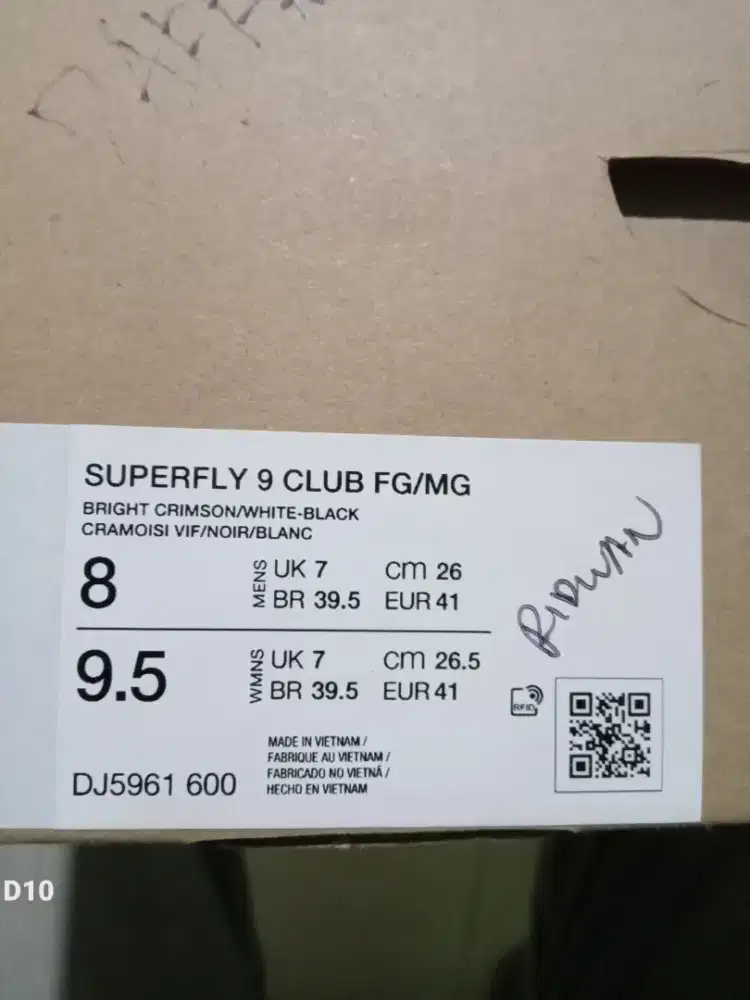 SUPERFLY 9 CLUB FG/MG
BRIGHT CRIMSON/WHITE-BLACK
CRAMOISI VIF/NOIR/BLANC
8 MENS UK 7 cm 26
BR 39.5 EUR 41
9.5 WMNS UK 7 cm 26.5
BR 39.5 EUR 41
RIDWAN
RFID
MADE IN VIETNAM /
FABRIQUE AU VIETNAM /
FABRICADO NO VIETNÃ /
HECHO EN VIETNAM
DJ5961 600
D10